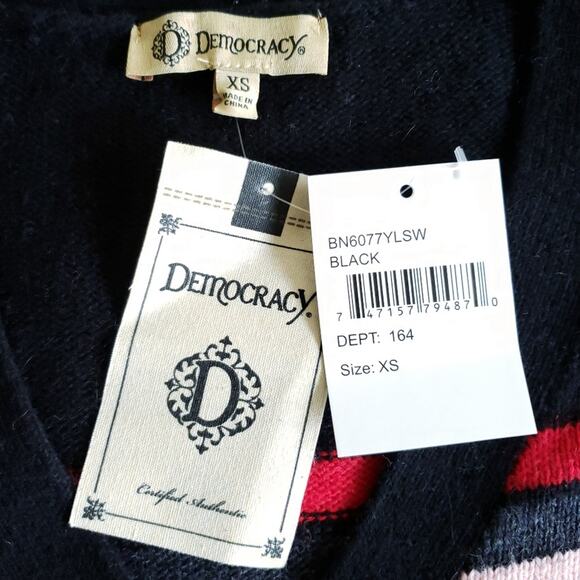 D DEMOCRACY®
XS
MADE IN
CHINA
DEMOCRACY
D
Certified Authentic
BN6077YLSW
BLACK
7 47157 79487 0
DEPT: 164
Size: XS